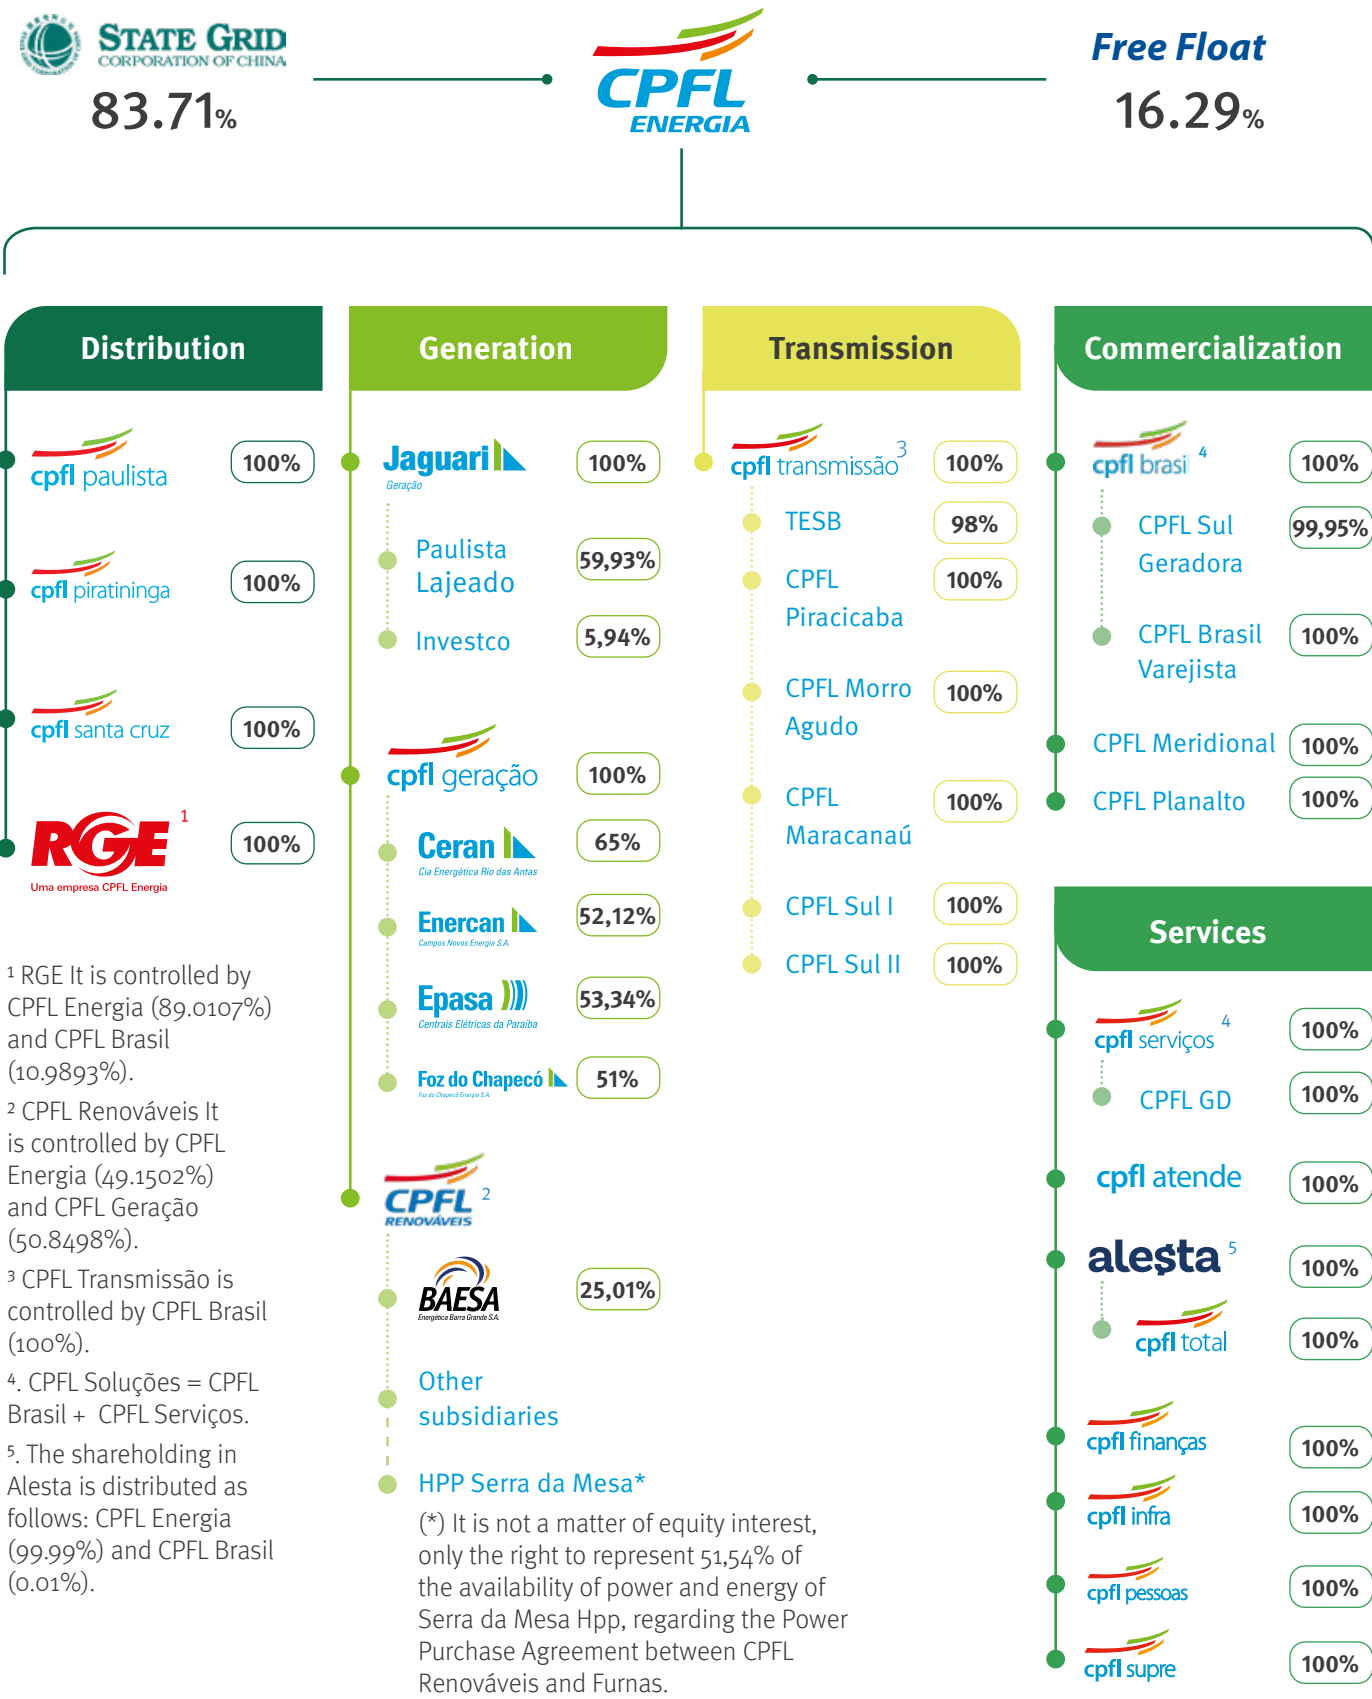 STATE GRID
CORPORATION OF CHINA
83.71%
CPFL
ENERGIA
Free Float
16.29%
Distribution
cpfl paulista
100%
cpfl piratininga
100%
cpfl santa cruz
100%
RGE 1
Uma empresa CPFL Energia
100%
¹ RGE It is controlled by
CPFL Energia (89.0107%)
and CPFL Brasil
(10.9893%).
² CPFL Renováveis It
is controlled by CPFL
Energia (49.1502%)
and CPFL Geração
(50.8498%).
³ CPFL Transmissão is
controlled by CPFL Brasil
(100%).
⁴. CPFL Soluções = CPFL
Brasil + CPFL Serviços.
⁵. The shareholding in
Alesta is distributed as
follows: CPFL Energia
(99.99%) and CPFL Brasil
(0.01%).
Generation
Jaguari
Geração
100%
Paulista
Lajeado
59,93%
Investco
5,94%
cpfl geração
100%
Ceran
Cia Energética Rio das Antas
65%
Enercan
Campos Novos Energia S.A.
52,12%
Epasa
Centrais Elétricas da Paraíba
53,34%
Foz do Chapecó
Foz do Chapecó Energia S.A.
51%
CPFL 2
RENOVÁVEIS
BAESA
Energética Barra Grande S.A.
25,01%
Other
subsidiaries
HPP Serra da Mesa*
(*) It is not a matter of equity interest,
only the right to represent 51,54% of
the availability of power and energy of
Serra da Mesa Hpp, regarding the Power
Purchase Agreement between CPFL
Renováveis and Furnas.
Transmission
cpfl transmissão 3
100%
TESB
98%
CPFL
Piracicaba
100%
CPFL Morro
Agudo
100%
CPFL
Maracanaú
100%
CPFL Sul I
100%
CPFL Sul II
100%
Commercialization
cpfl brasi 4
100%
CPFL Sul
Geradora
99,95%
CPFL Brasil
Varejista
100%
CPFL Meridional
100%
CPFL Planalto
100%
Services
cpfl serviços 4
100%
CPFL GD
100%
cpfl atende
100%
alesta 5
100%
cpfl total
100%
cpfl finanças
100%
cpfl infra
100%
cpfl pessoas
100%
cpfl supre
100%